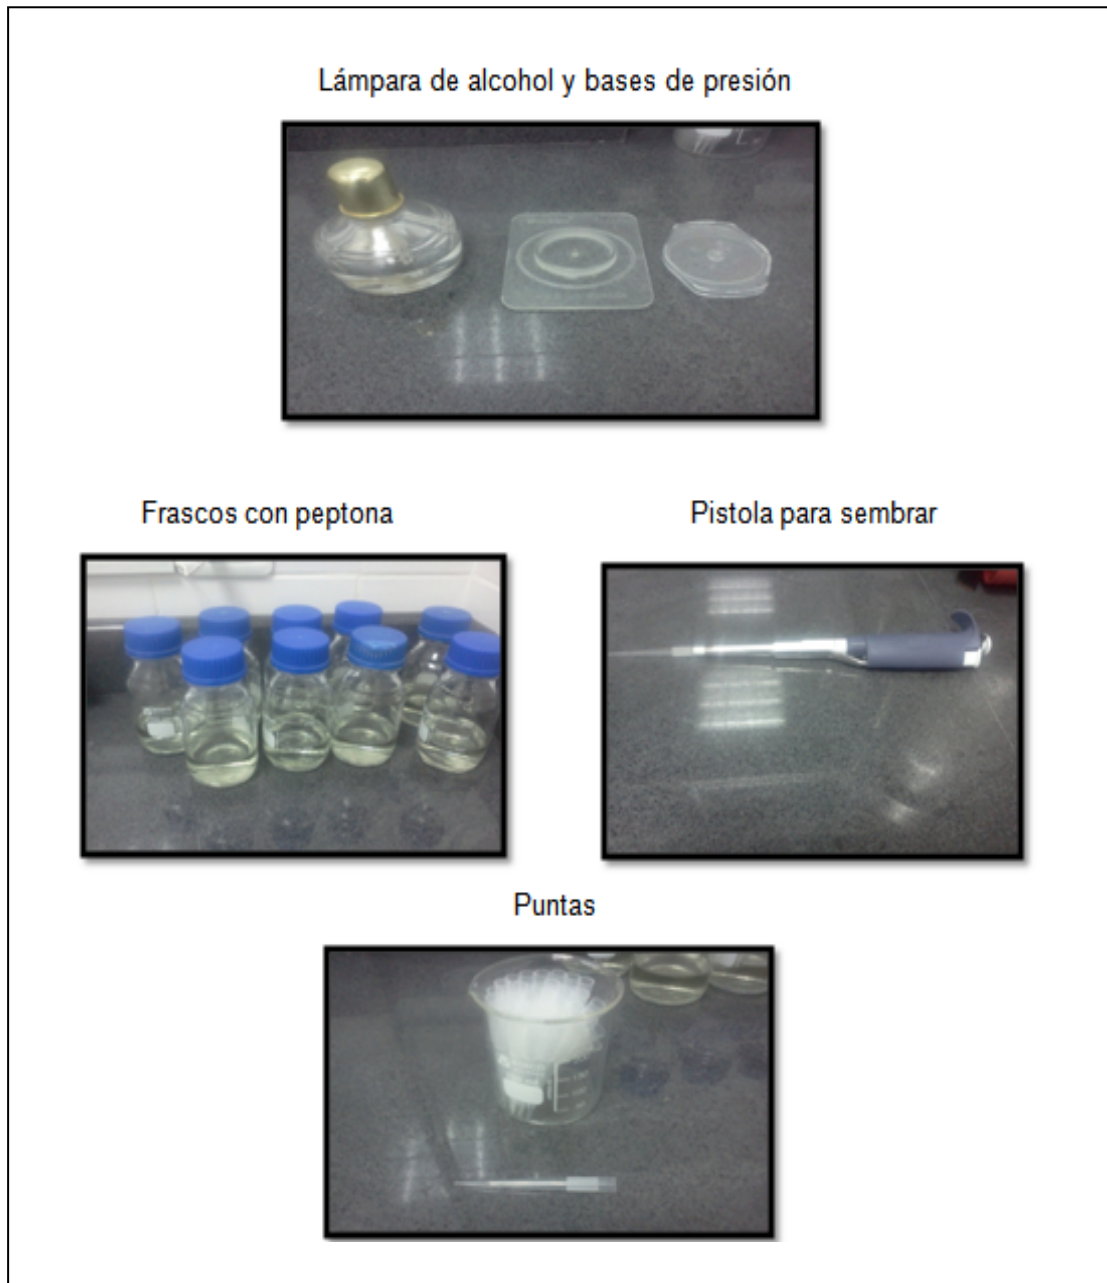 Lámpara de alcohol y bases de presión
Frascos con peptona
Pistola para sembrar
Puntas